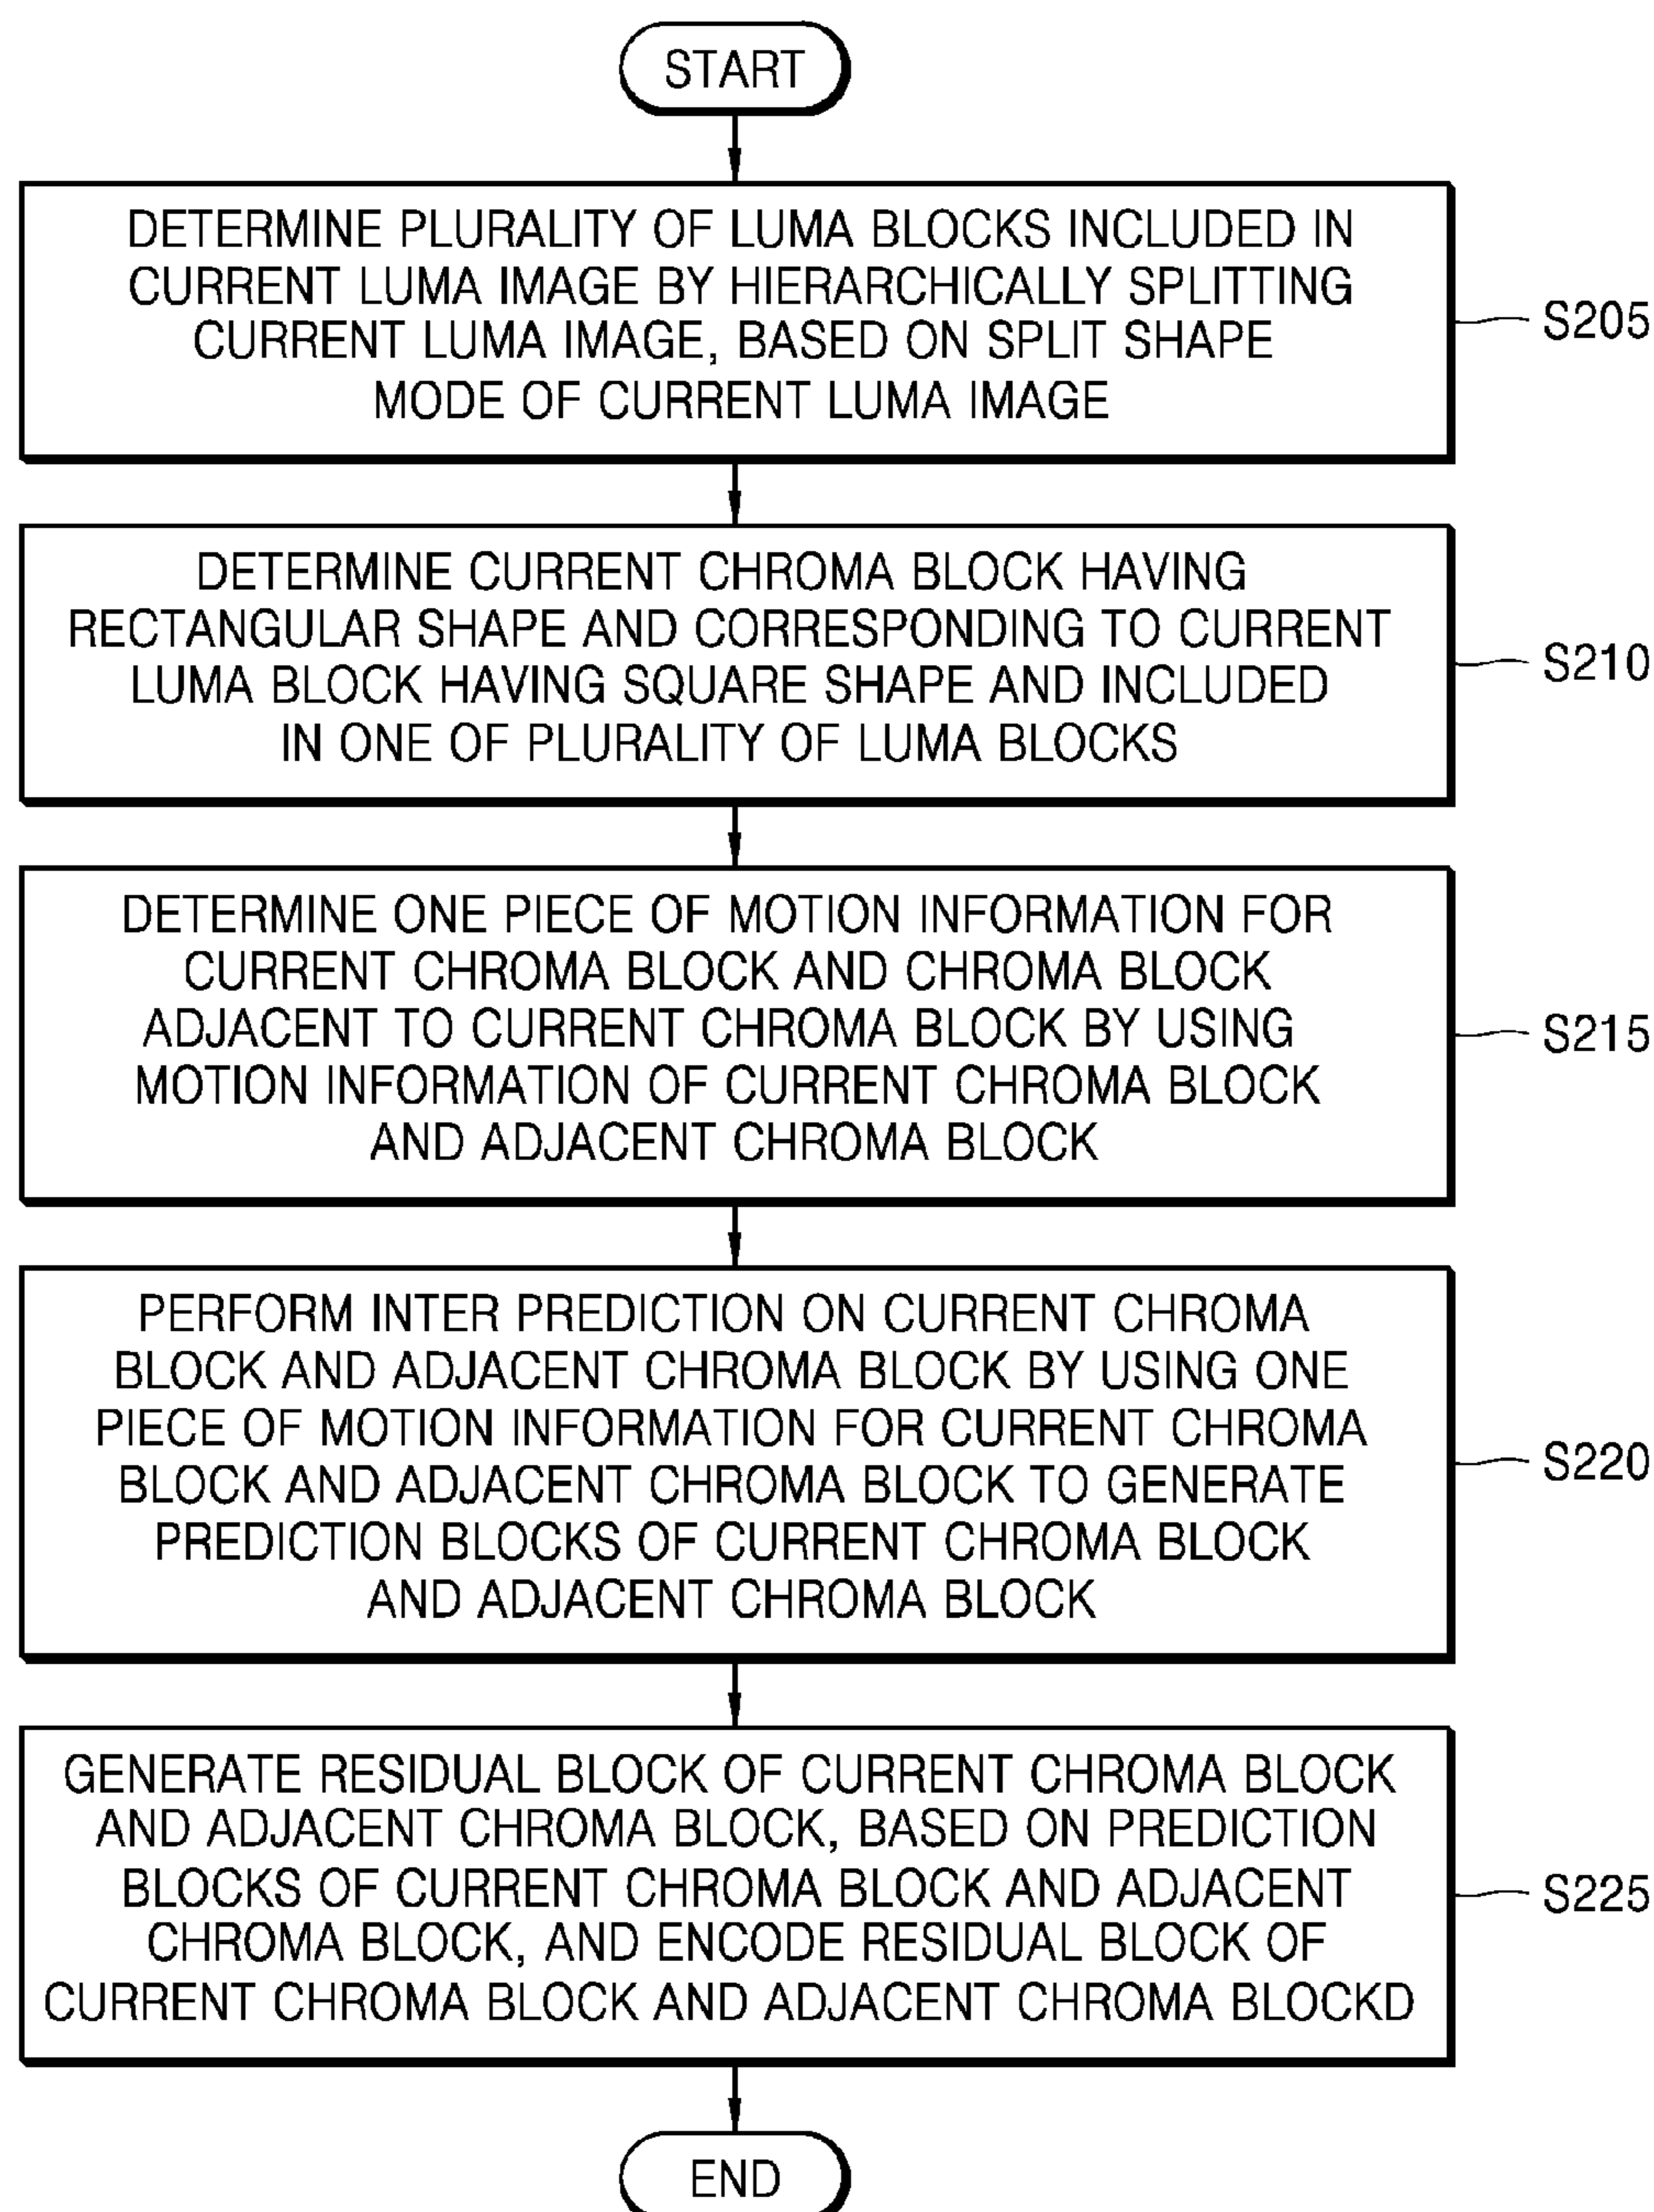 START
DETERMINE PLURALITY OF LUMA BLOCKS INCLUDED IN
CURRENT LUMA IMAGE BY HIERARCHICALLY SPLITTING
CURRENT LUMA IMAGE, BASED ON SPLIT SHAPE
MODE OF CURRENT LUMA IMAGE
S205
DETERMINE CURRENT CHROMA BLOCK HAVING
RECTANGULAR SHAPE AND CORRESPONDING TO CURRENT
LUMA BLOCK HAVING SQUARE SHAPE AND INCLUDED
IN ONE OF PLURALITY OF LUMA BLOCKS
S210
DETERMINE ONE PIECE OF MOTION INFORMATION FOR
CURRENT CHROMA BLOCK AND CHROMA BLOCK
ADJACENT TO CURRENT CHROMA BLOCK BY USING
MOTION INFORMATION OF CURRENT CHROMA BLOCK
AND ADJACENT CHROMA BLOCK
S215
PERFORM INTER PREDICTION ON CURRENT CHROMA
BLOCK AND ADJACENT CHROMA BLOCK BY USING ONE
PIECE OF MOTION INFORMATION FOR CURRENT CHROMA
BLOCK AND ADJACENT CHROMA BLOCK TO GENERATE
PREDICTION BLOCKS OF CURRENT CHROMA BLOCK
AND ADJACENT CHROMA BLOCK
S220
GENERATE RESIDUAL BLOCK OF CURRENT CHROMA BLOCK
AND ADJACENT CHROMA BLOCK, BASED ON PREDICTION
BLOCKS OF CURRENT CHROMA BLOCK AND ADJACENT
CHROMA BLOCK, AND ENCODE RESIDUAL BLOCK OF
CURRENT CHROMA BLOCK AND ADJACENT CHROMA BLOCKD
S225
END